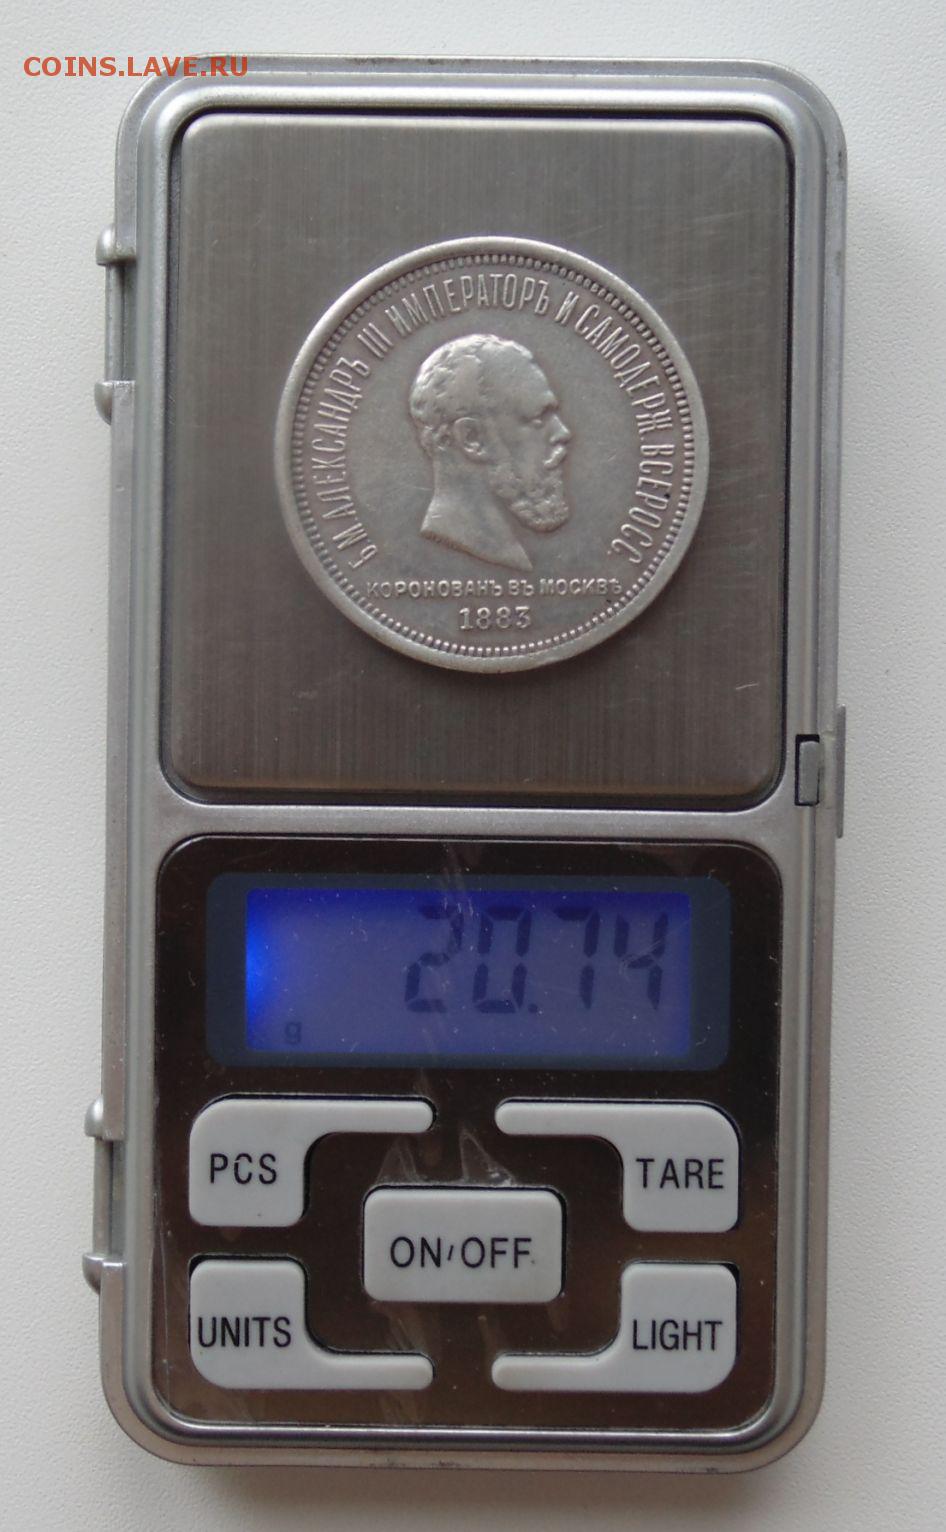 COINS.LAVE.RU
Б.М.АЛЕКСАНДРЪ III ИМПЕРАТОРЪ И САМОДЕРЖ. ВСЕРОСС.
КОРОНОВАНЪ ВЪ МОСКВѢ
1883
20.74
g
PCS
TARE
ON/OFF
UNITS
LIGHT